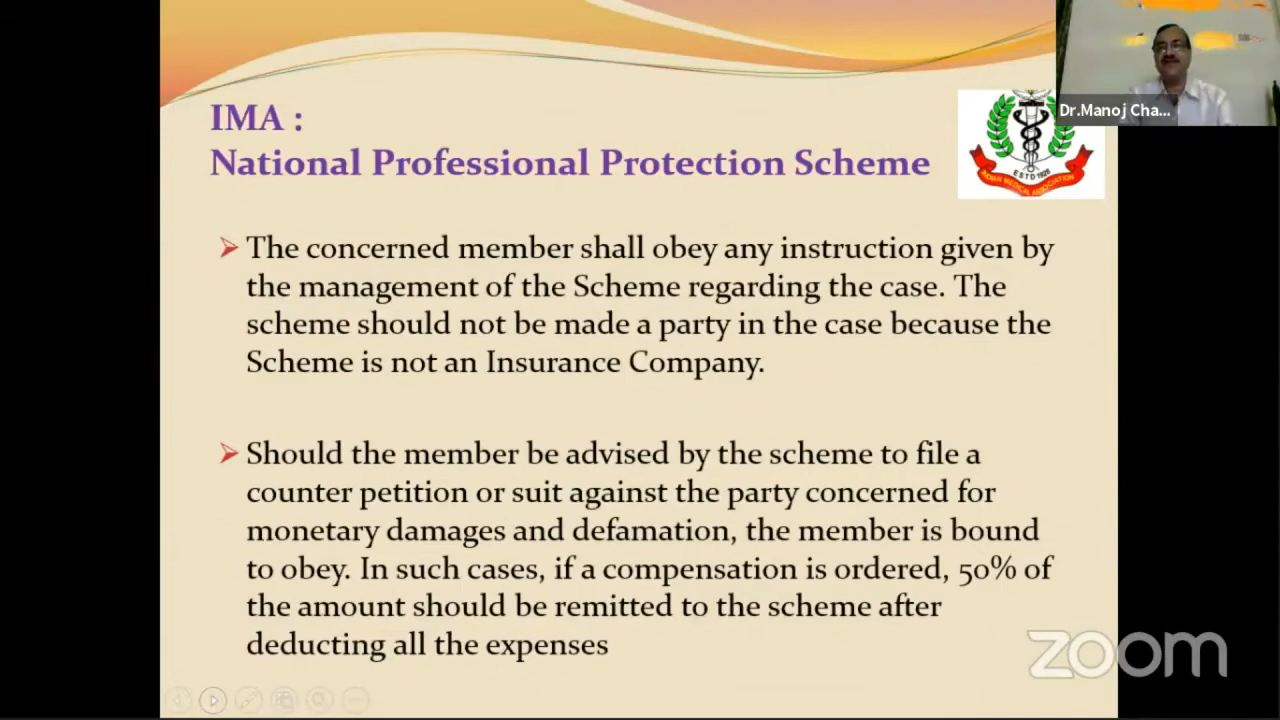 IMA :
National Professional Protection Scheme
Dr.Manoj Cha...
ESTD 1928
INDIAN MEDICAL ASSOCIATION
The concerned member shall obey any instruction given by
the management of the Scheme regarding the case. The
scheme should not be made a party in the case because the
Scheme is not an Insurance Company.
Should the member be advised by the scheme to file a
counter petition or suit against the party concerned for
monetary damages and defamation, the member is bound
to obey. In such cases, if a compensation is ordered, 50% of
the amount should be remitted to the scheme after
deducting all the expenses
zoom